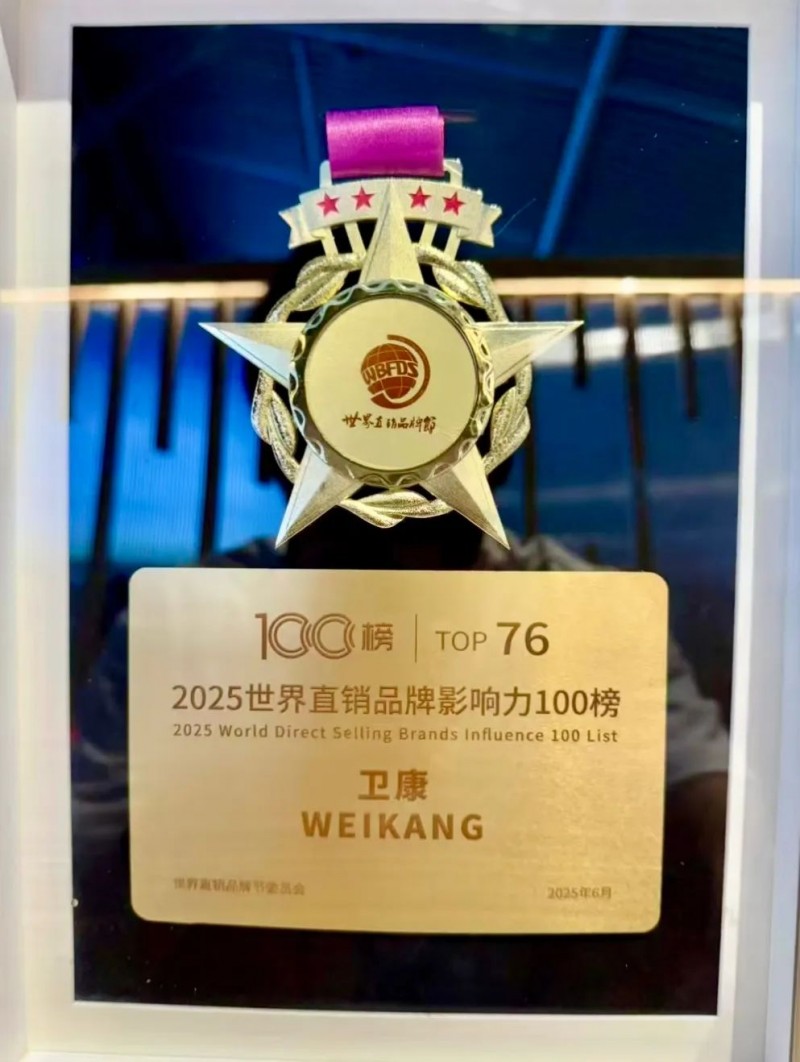 WBFDS
世界直销品牌節
100榜 TOP 76
2025世界直销品牌影响力100榜
2025 World Direct Selling Brands Influence 100 List
卫康
WEIKANG
世界直销品牌节委员会 2025年6月